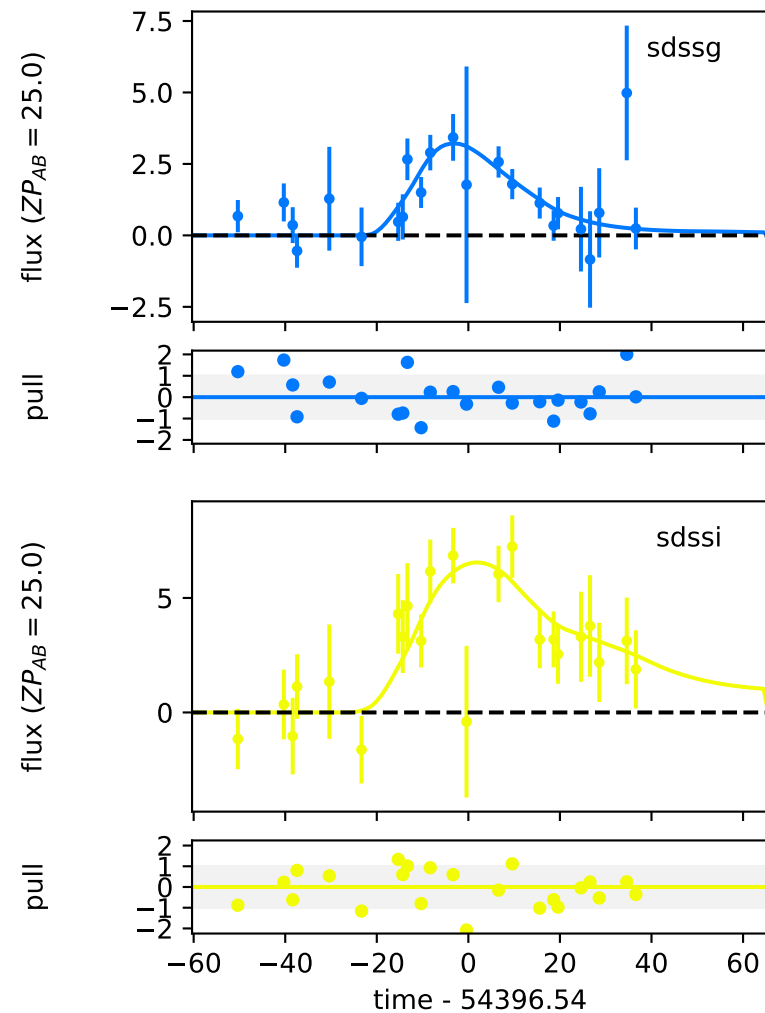 7.5
5.0
2.5
0.0
−2.5
flux (ZP_AB = 25.0)
sdssg
2
1
0
−1
−2
pull
5
0
flux (ZP_AB = 25.0)
sdssi
2
1
0
−1
−2
pull
−60 −40 −20 0 20 40 60
time - 54396.54